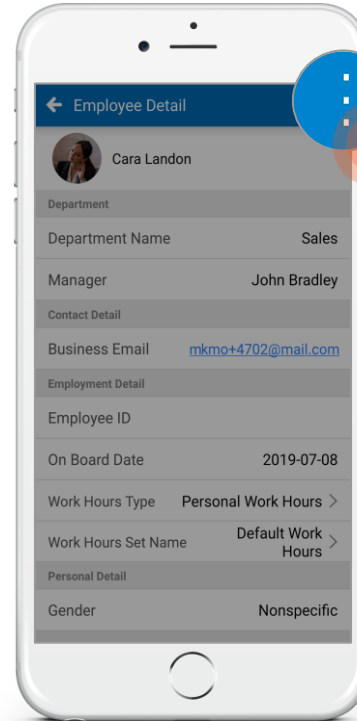 Employee Detail
Cara Landon
Department
Department Name Sales
Manager John Bradley
Contact Detail
Business Email mkmo+4702@mail.com
Employment Detail
Employee ID
On Board Date 2019-07-08
Work Hours Type Personal Work Hours
Work Hours Set Name Default Work
Hours
Personal Detail
Gender Nonspecific